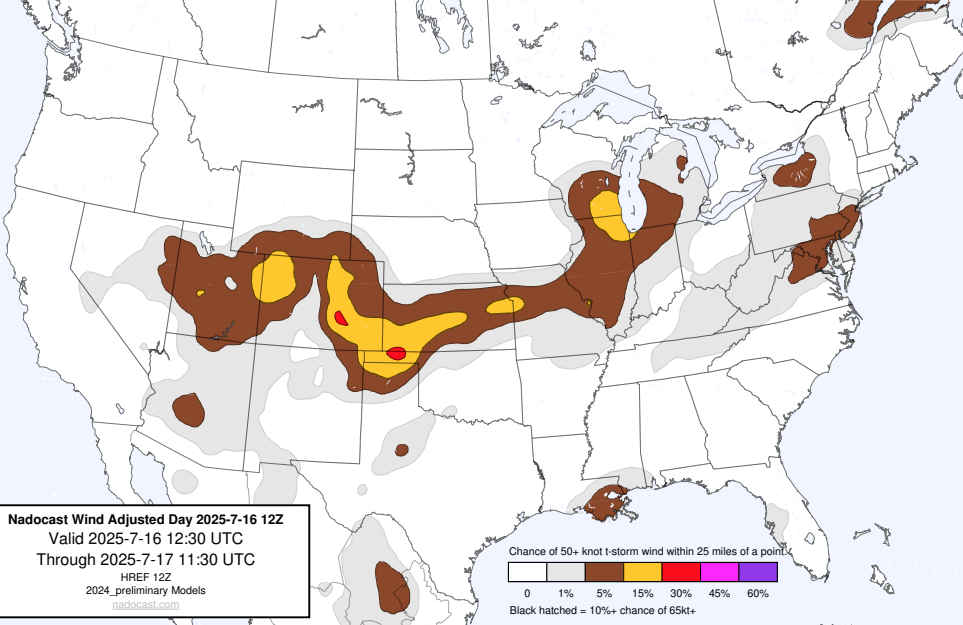 Nadocast Wind Adjusted Day 2025-7-16 12Z
Valid 2025-7-16 12:30 UTC
Through 2025-7-17 11:30 UTC
HREF 12Z
2024_preliminary Models
nadocast.com
Chance of 50+ knot t-storm wind within 25 miles of a point.
0 1% 5% 15% 30% 45% 60%
Black hatched = 10%+ chance of 65kt+